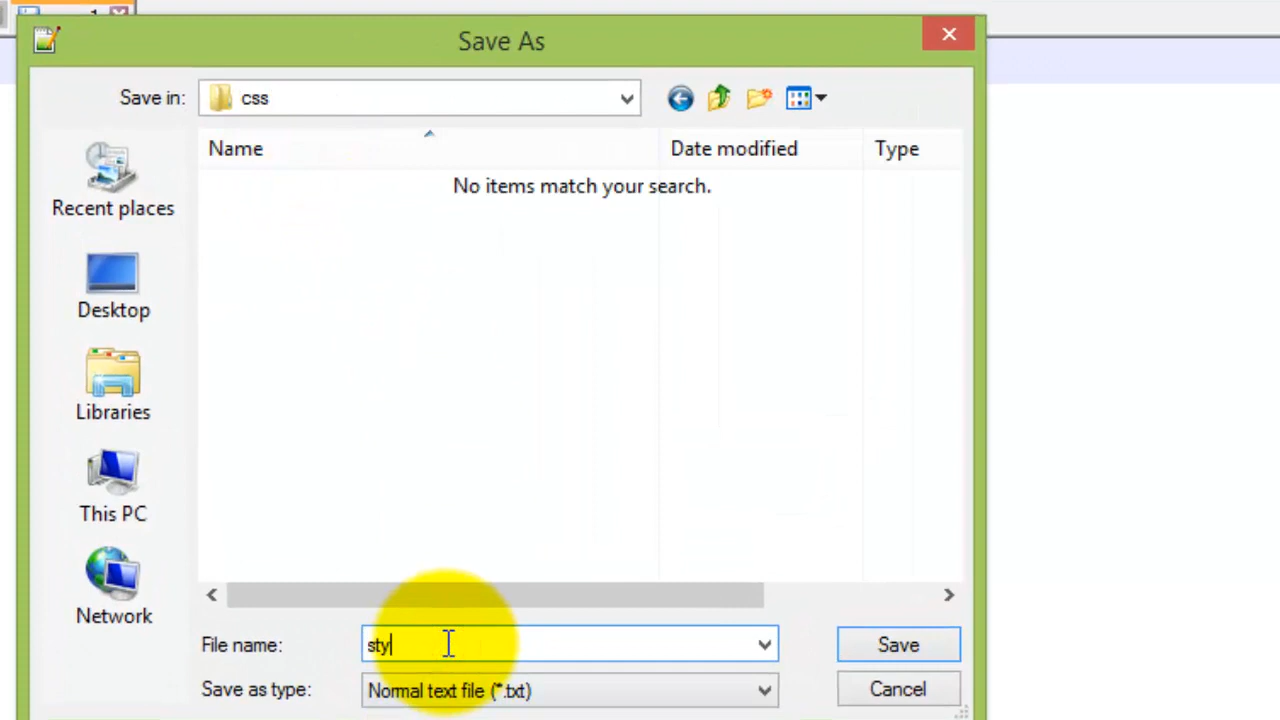 Save As
Save in: css
Name Date modified Type
No items match your search.
Recent places
Desktop
Libraries
This PC
Network
File name: sty Save
Save as type: Normal text file (*.txt) Cancel